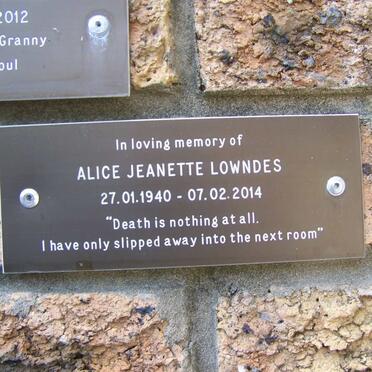 2012
Granny
oul
In loving memory of
ALICE JEANETTE LOWNDES
27.01.1940 - 07.02.2014
"Death is nothing at all.
I have only slipped away into the next room"